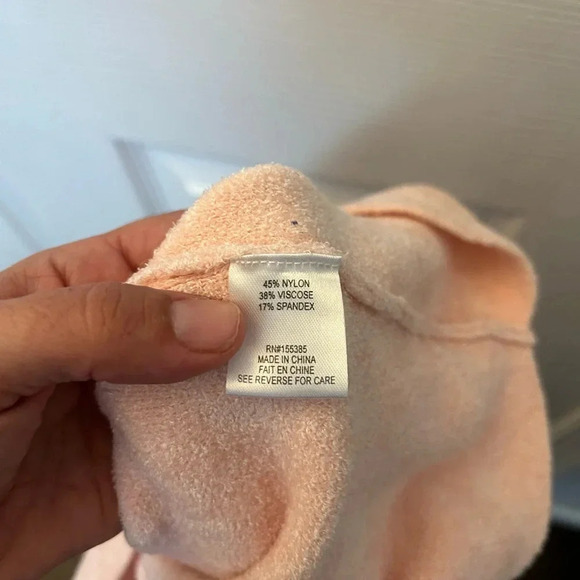 45% NYLON
38% VISCOSE
17% SPANDEX
RN#155385
MADE IN CHINA
FAIT EN CHINE
SEE REVERSE FOR CARE